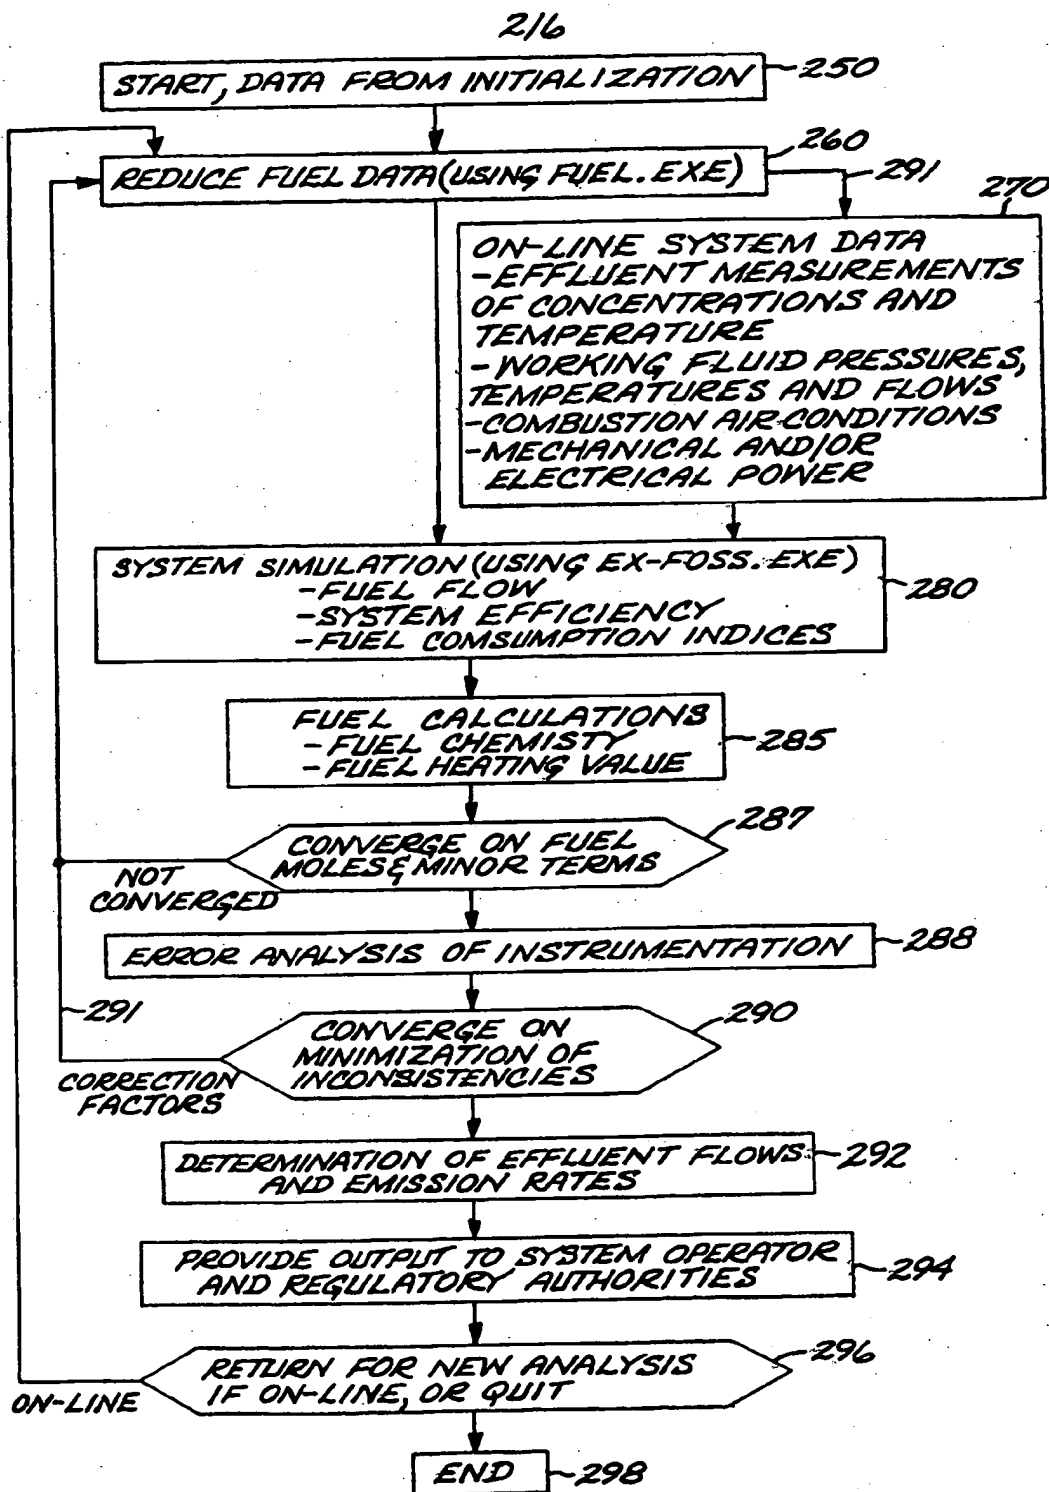 216
START, DATA FROM INITIALIZATION
250
REDUCE FUEL DATA (USING FUEL.EXE)
260
291
270
ON-LINE SYSTEM DATA
-EFFLUENT MEASUREMENTS
OF CONCENTRATIONS AND
TEMPERATURE
-WORKING FLUID PRESSURES,
TEMPERATURES AND FLOWS
-COMBUSTION AIR CONDITIONS
-MECHANICAL AND/OR
ELECTRICAL POWER
SYSTEM SIMULATION (USING EX-FOSS.EXE)
-FUEL FLOW
-SYSTEM EFFICIENCY
-FUEL COMSUMPTION INDICES
280
FUEL CALCULATIONS
-FUEL CHEMISTY
-FUEL HEATING VALUE
285
CONVERGE ON FUEL
MOLES & MINOR TERMS
287
NOT
CONVERGED
ERROR ANALYSIS OF INSTRUMENTATION
288
291
CONVERGE ON
MINIMIZATION OF
INCONSISTENCIES
290
CORRECTION
FACTORS
DETERMINATION OF EFFLUENT FLOWS
AND EMISSION RATES
292
PROVIDE OUTPUT TO SYSTEM OPERATOR
AND REGULATORY AUTHORITIES
294
RETURN FOR NEW ANALYSIS
IF ON-LINE, OR QUIT
296
ON-LINE
END
298